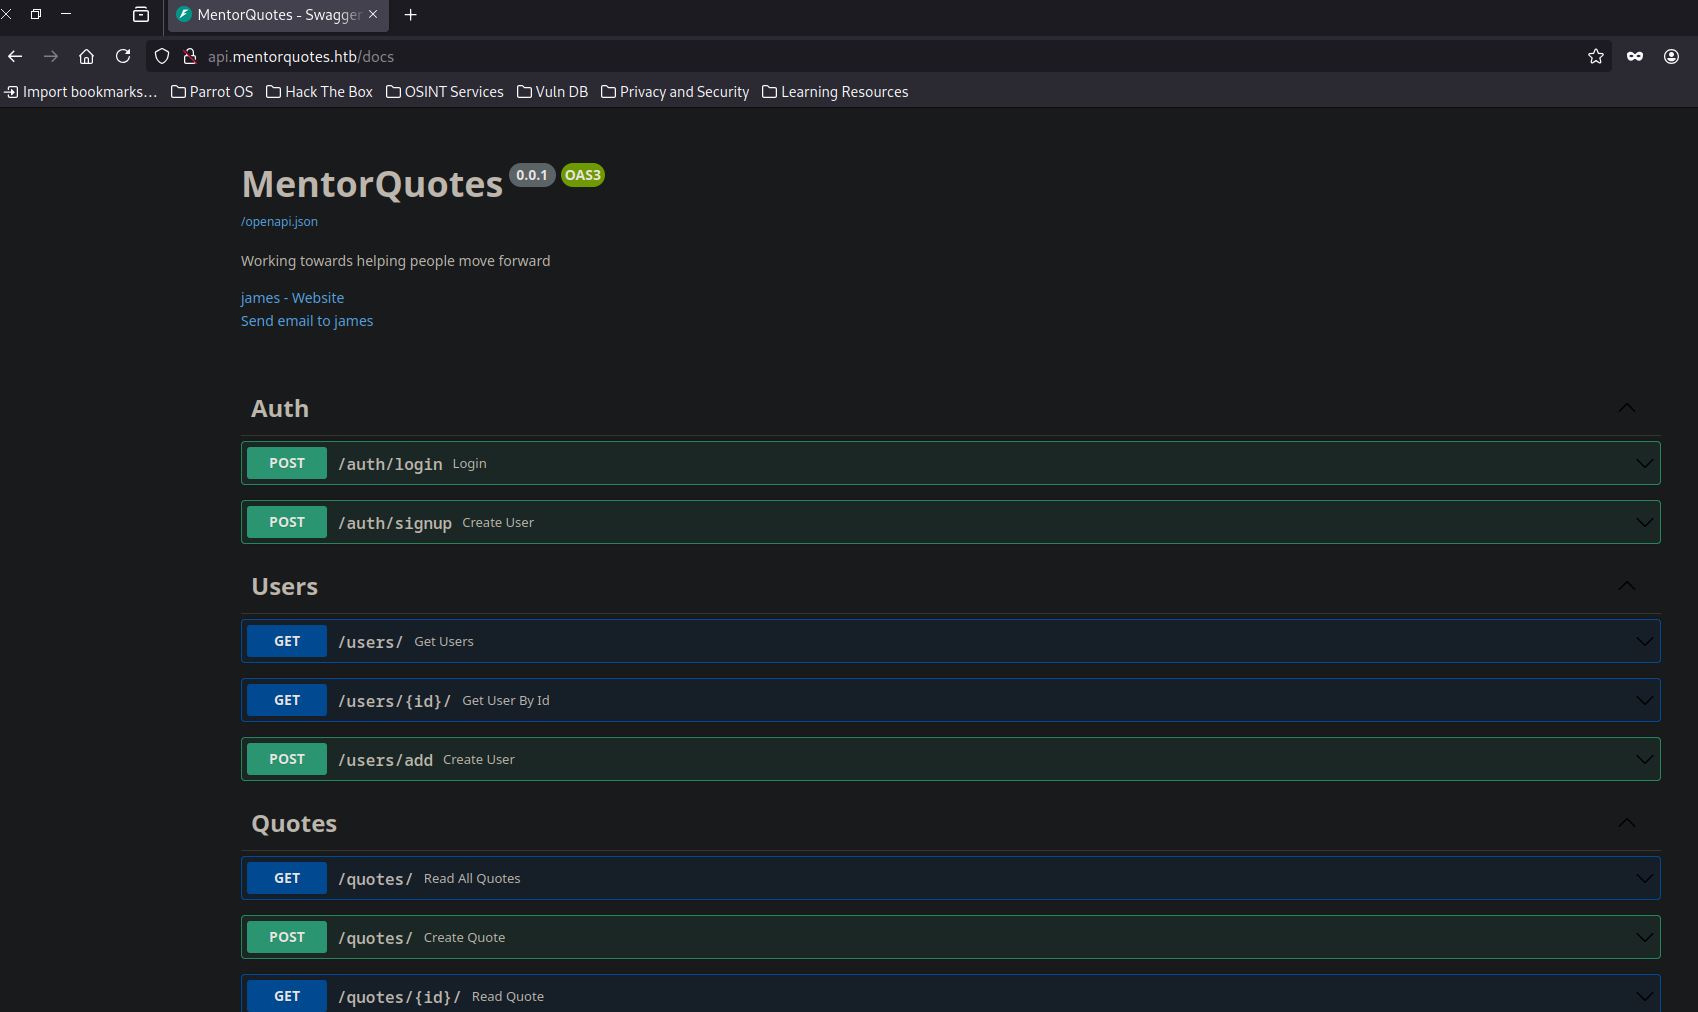 MentorQuotes - Swagger
api.mentorquotes.htb/docs
Import bookmarks... Parrot OS Hack The Box OSINT Services Vuln DB Privacy and Security Learning Resources
MentorQuotes 0.0.1 OAS3
/openapi.json
Working towards helping people move forward
james - Website
Send email to james
Auth
POST /auth/login Login
POST /auth/signup Create User
Users
GET /users/ Get Users
GET /users/{id}/ Get User By Id
POST /users/add Create User
Quotes
GET /quotes/ Read All Quotes
POST /quotes/ Create Quote
GET /quotes/{id}/ Read Quote